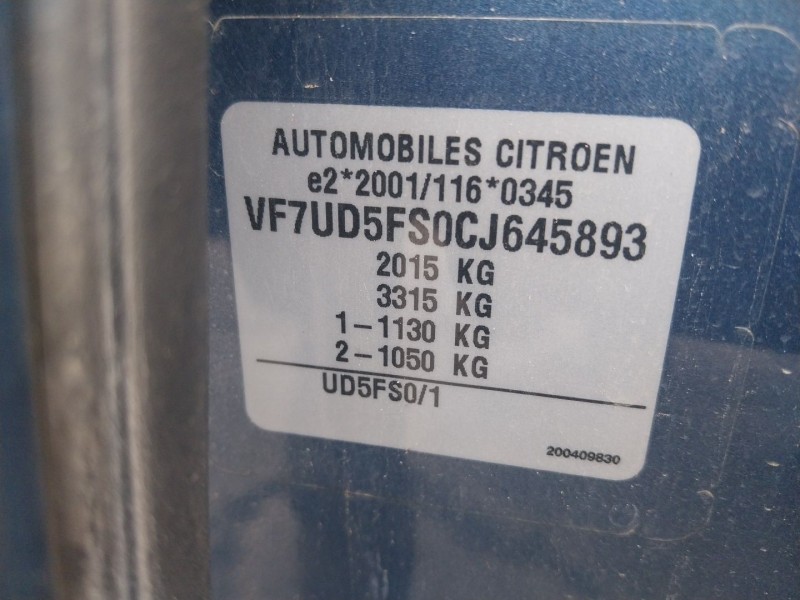 AUTOMOBILES CITROEN
e2*2001/116*0345
VF7UD5FS0CJ645893
2015 KG
3315 KG
1-1130 KG
2-1050 KG
UD5FS0/1
200409830